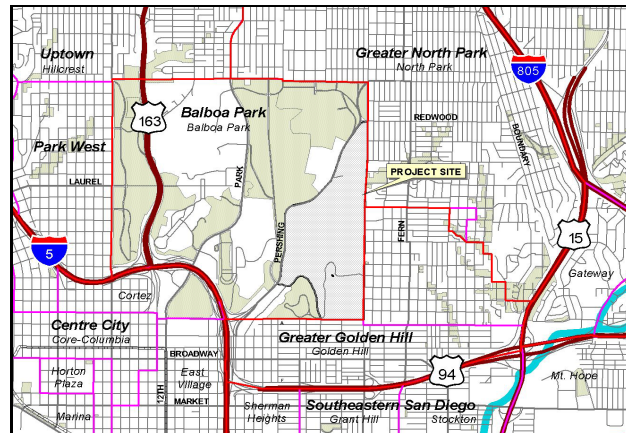 Uptown
Hillcrest
Greater North Park
North Park
805
Balboa Park
Balboa Park
163
REDWOOD
BOUNDARY
Park West
LAUREL
PARK
PROJECT SITE
PERSHING
FERN
15
5
Gateway
Cortez
Centre City
Core-Columbia
Greater Golden Hill
Golden Hill
BROADWAY
94
Horton
Plaza
East
Village
Mt. Hope
12TH
MARKET
Marina
Sherman
Heights
Southeastern San Diego
Grant Hill
Stockton